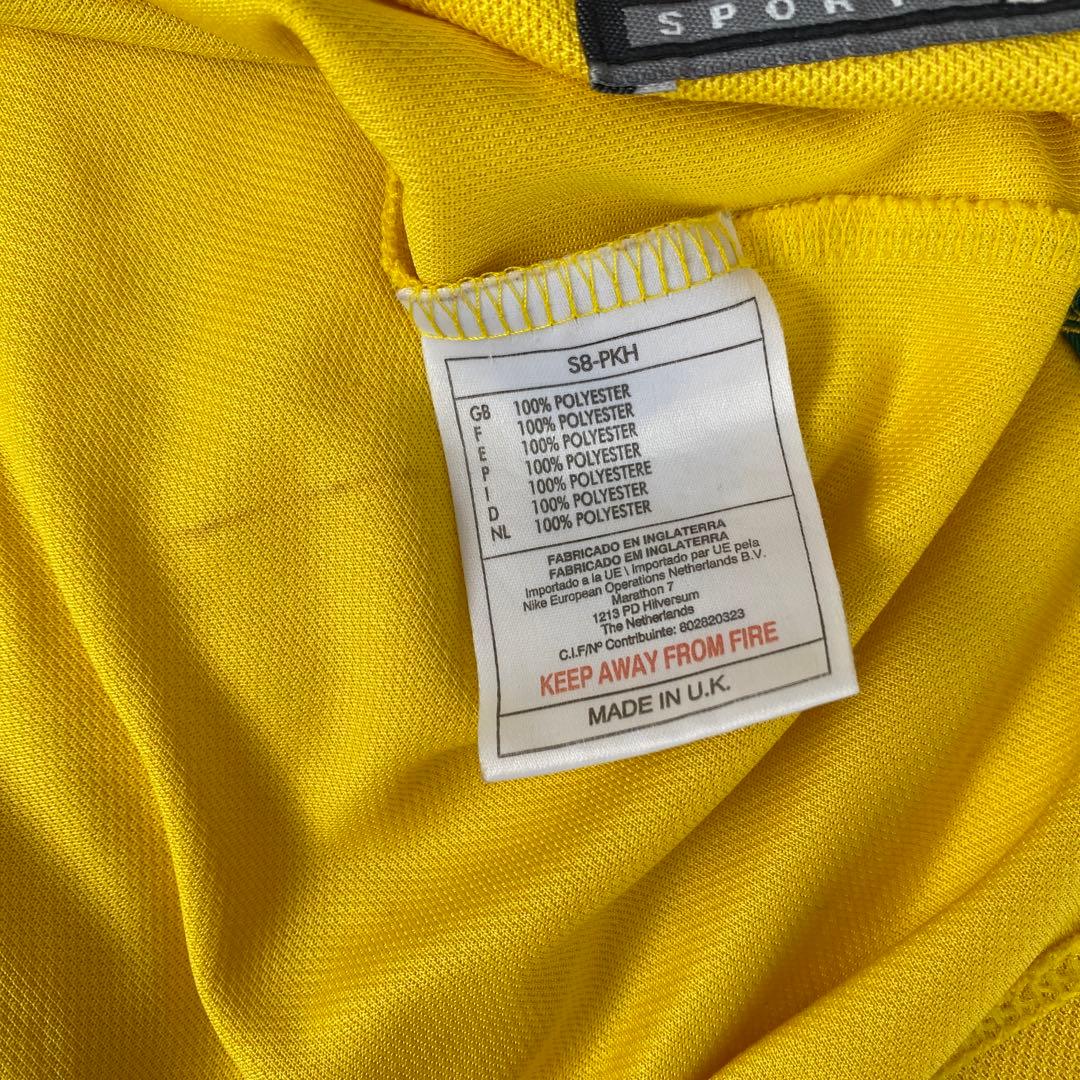 SPORT
S8-PKH
GB 100% POLYESTER
F 100% POLYESTER
E 100% POLYESTER
P 100% POLYESTER
I 100% POLYESTERE
D 100% POLYESTER
NL 100% POLYESTER
FABRICADO EN INGLATERRA
FABRICADO EM INGLATERRA
Importado a la UE \ Importado par UE pela
Nike European Operations Netherlands B.V.
Marathon 7
1213 PD Hilversum
The Netherlands
C.I.F/Nº Contribuinte: 802820323
KEEP AWAY FROM FIRE
MADE IN U.K.